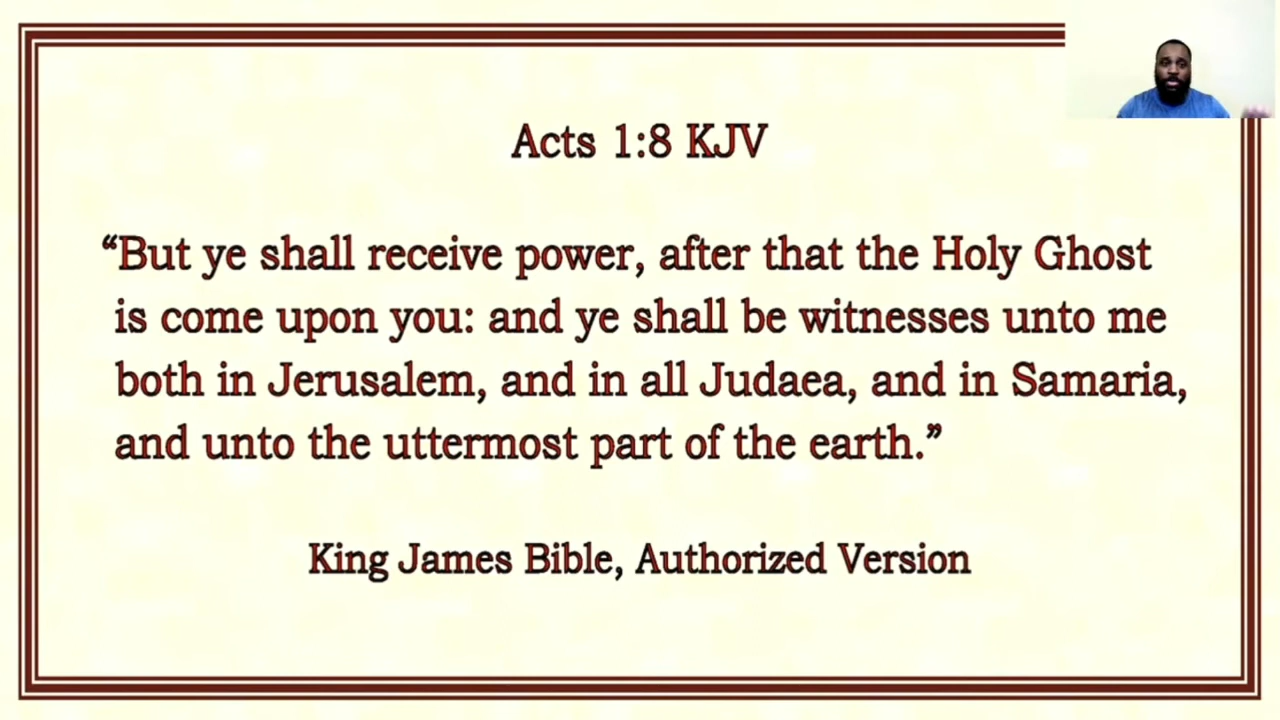 Acts 1:8 KJV
“But ye shall receive power, after that the Holy Ghost
is come upon you: and ye shall be witnesses unto me
both in Jerusalem, and in all Judaea, and in Samaria,
and unto the uttermost part of the earth.”
King James Bible, Authorized Version